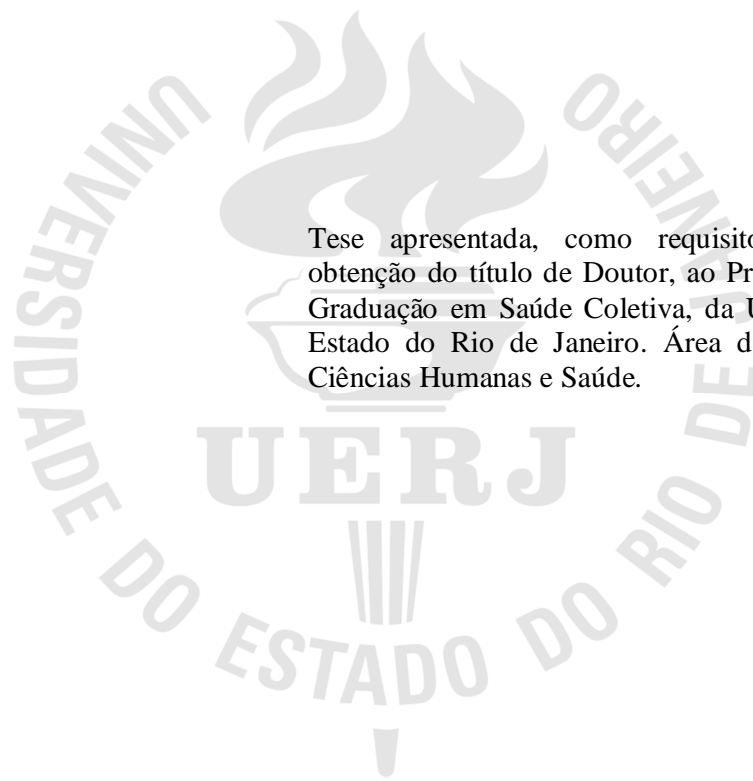 Tese apresentada, como requisito
obtenção do título de Doutor, ao Pr
Graduação em Saúde Coletiva, da U
Estado do Rio de Janeiro. Área d
Ciências Humanas e Saúde.
UERJ
UNIVERSIDADE DO ESTADO DO RIO DE JANEIRO